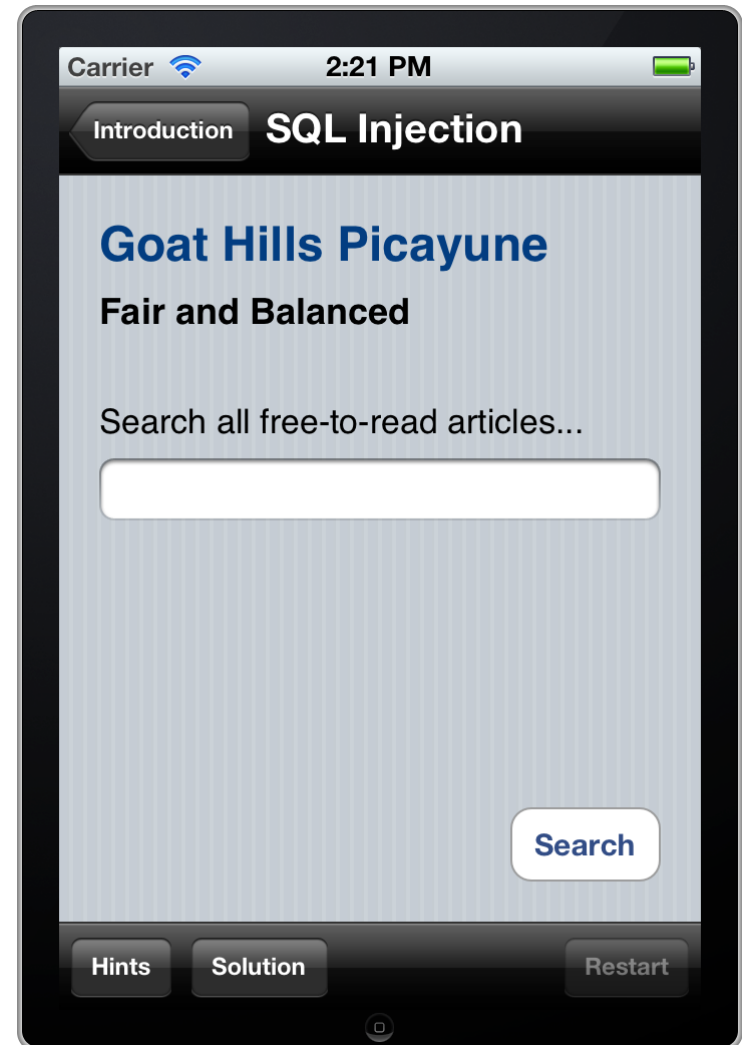 Carrier 2:21 PM
Introduction SQL Injection
Goat Hills Picayune
Fair and Balanced
Search all free-to-read articles...
Search
Hints Solution Restart